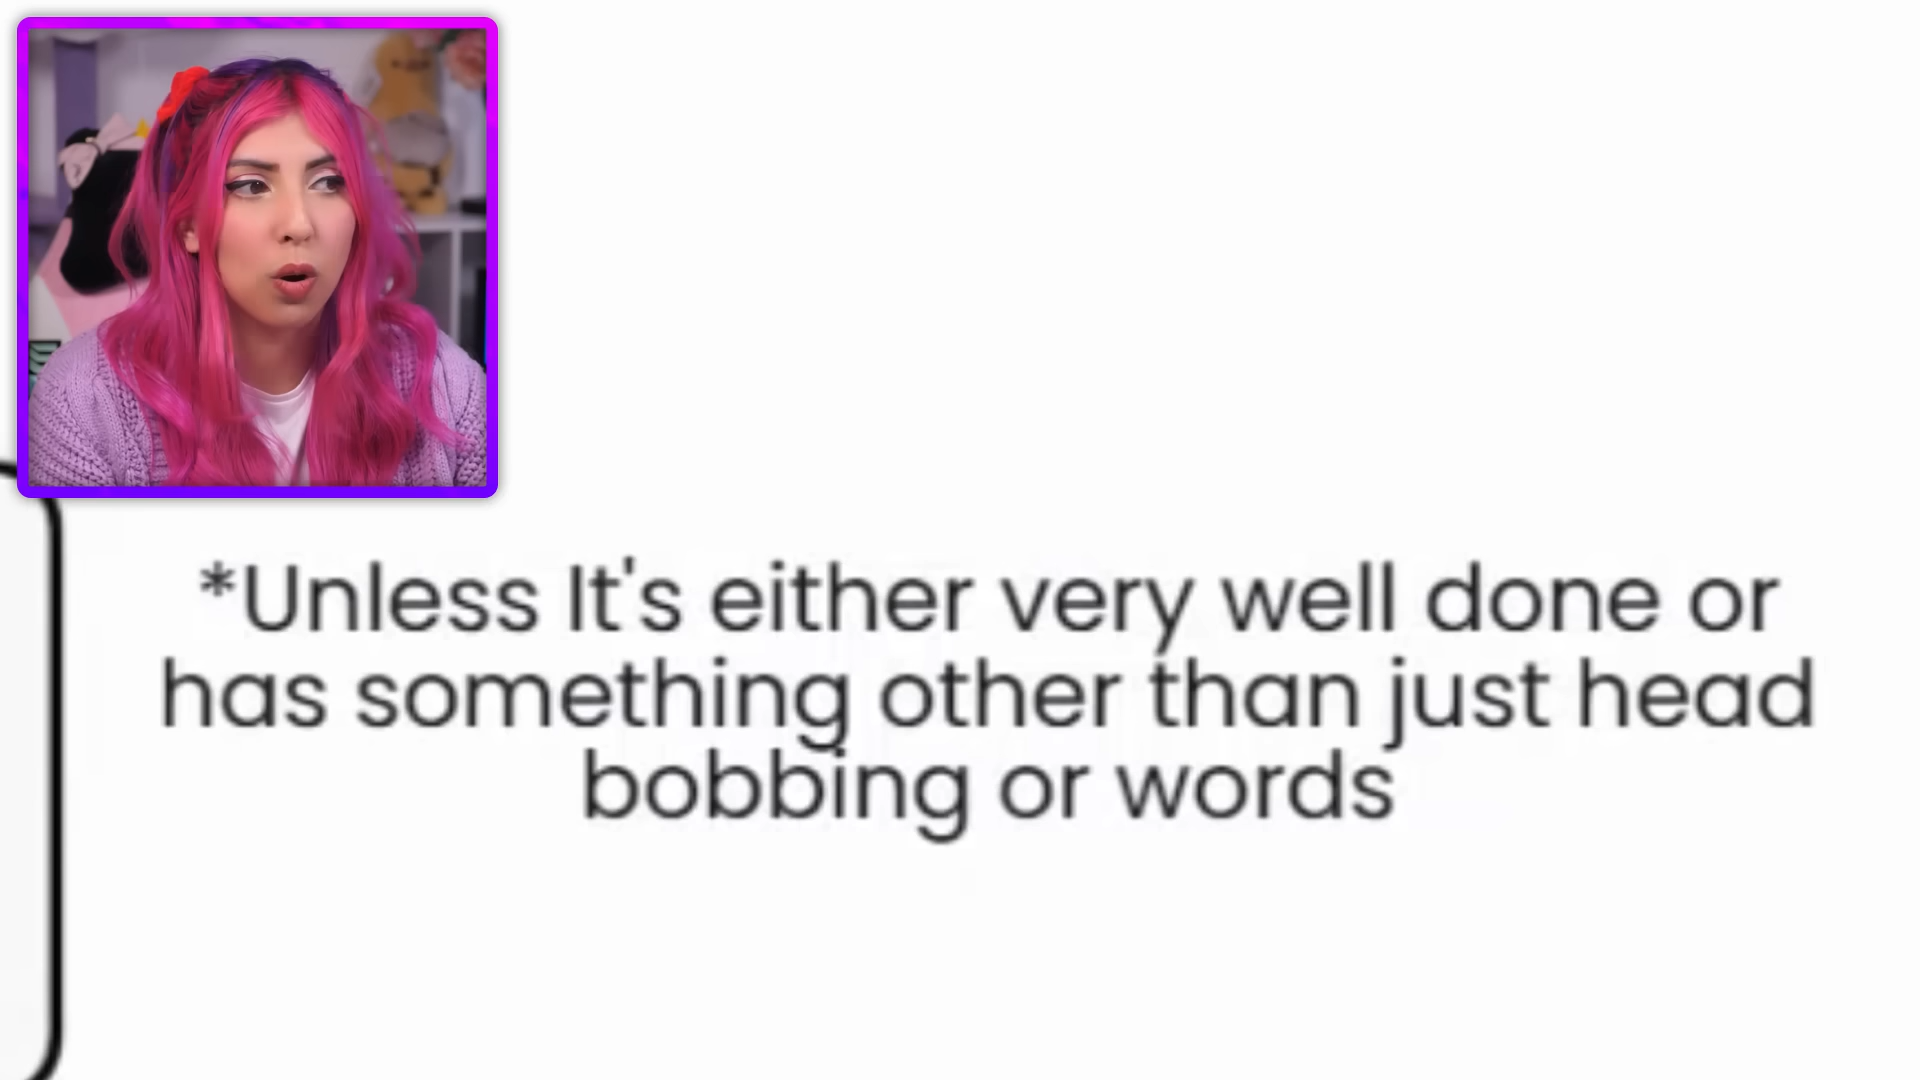 *Unless It's either very well done or
has something other than just head
bobbing or words